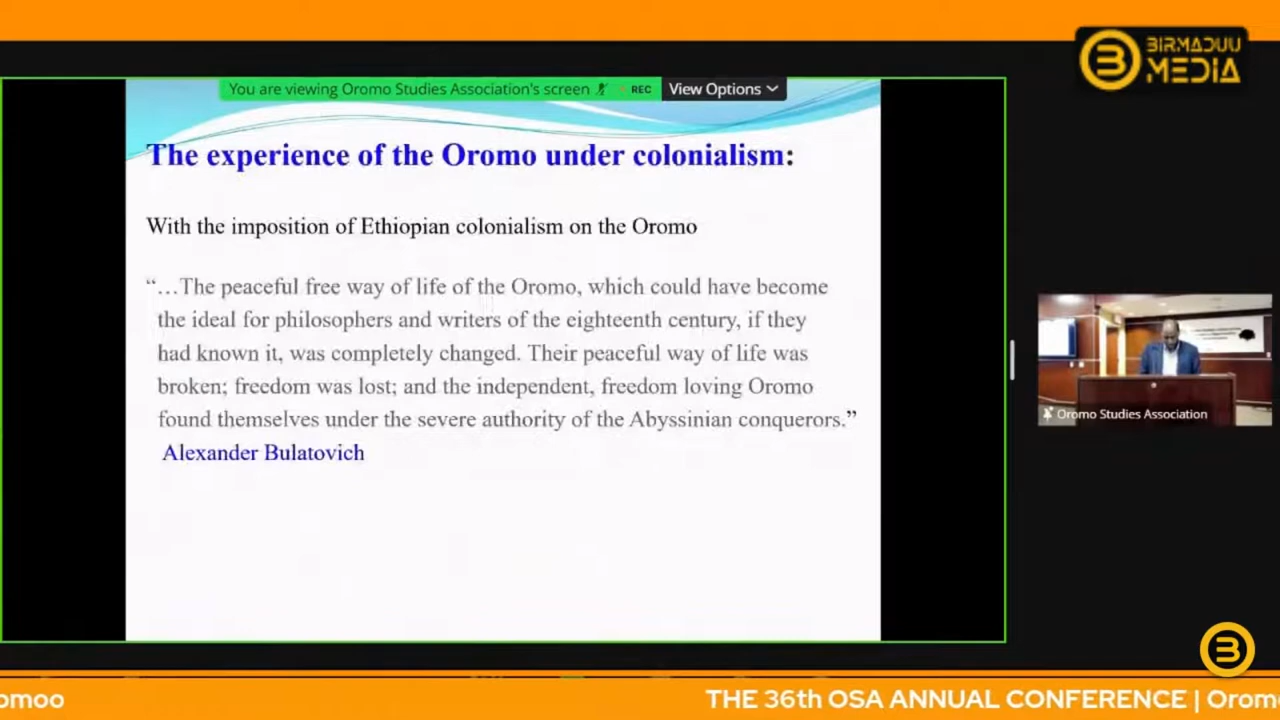 BIRMADUU
MEDIA
You are viewing Oromo Studies Association's screen REC View Options
The experience of the Oromo under colonialism:
With the imposition of Ethiopian colonialism on the Oromo
“…The peaceful free way of life of the Oromo, which could have become
the ideal for philosophers and writers of the eighteenth century, if they
had known it, was completely changed. Their peaceful way of life was
broken; freedom was lost; and the independent, freedom loving Oromo
found themselves under the severe authority of the Abyssinian conquerors.”
Alexander Bulatovich
Oromo Studies Association
omoo THE 36th OSA ANNUAL CONFERENCE | Orom